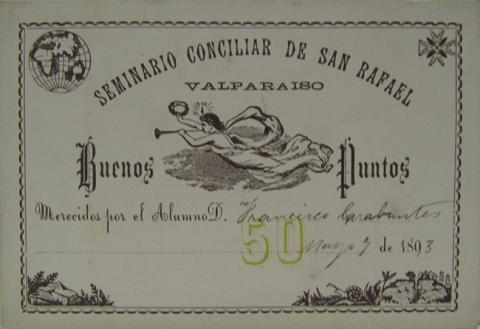 SEMINARIO CONCILIAR DE SAN RAFAEL
VALPARAISO
Buenos Puntos
Merecidos por el Alumno D. Francisco Carabantes
50
Mayo 7 de 1893